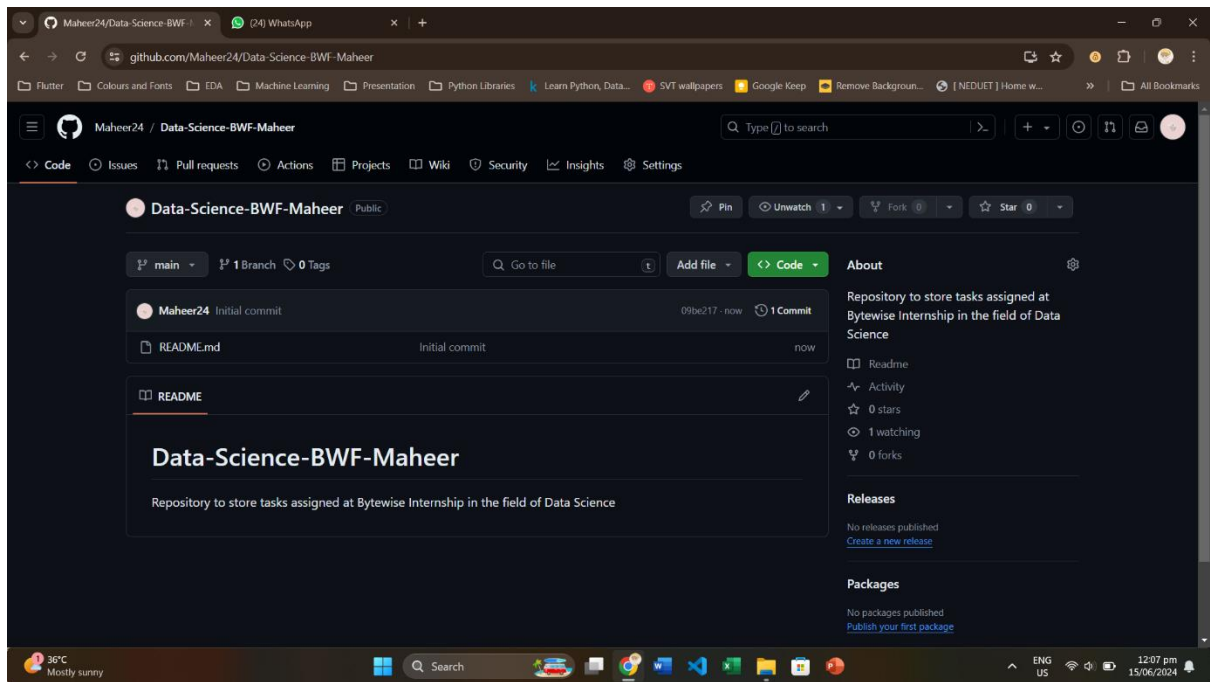 Maheer24/Data-Science-BWF-
(24) WhatsApp
github.com/Maheer24/Data-Science-BWF-Maheer
Flutter Colours and Fonts EDA Machine Learning Presentation Python Libraries Learn Python, Data... SVT wallpapers Google Keep Remove Backgroun... [ NEDUET ] Home w... » All Bookmarks
Maheer24 / Data-Science-BWF-Maheer
Type / to search
Code Issues Pull requests Actions Projects Wiki Security Insights Settings
Data-Science-BWF-Maheer Public
Pin Unwatch 1 Fork 0 Star 0
main 1 Branch 0 Tags
Go to file t Add file Code
Maheer24 Initial commit 09be217 · now 1 Commit
README.md Initial commit now
README
Data-Science-BWF-Maheer
Repository to store tasks assigned at Bytewise Internship in the field of Data Science
About
Repository to store tasks assigned at
Bytewise Internship in the field of Data
Science
Readme
Activity
0 stars
1 watching
0 forks
Releases
No releases published
Create a new release
Packages
No packages published
Publish your first package
1
36°C
Mostly sunny
Search
ENG
US
12:07 pm
15/06/2024